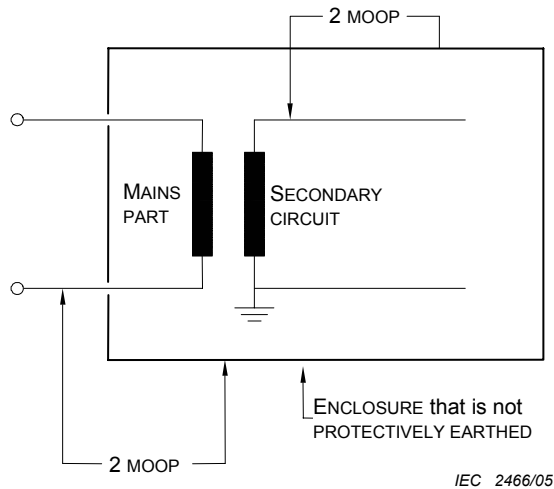 2 MOOP
MAINS
PART
SECONDARY
CIRCUIT
ENCLOSURE that is not
PROTECTIVELY EARTHED
2 MOOP
IEC 2466/05